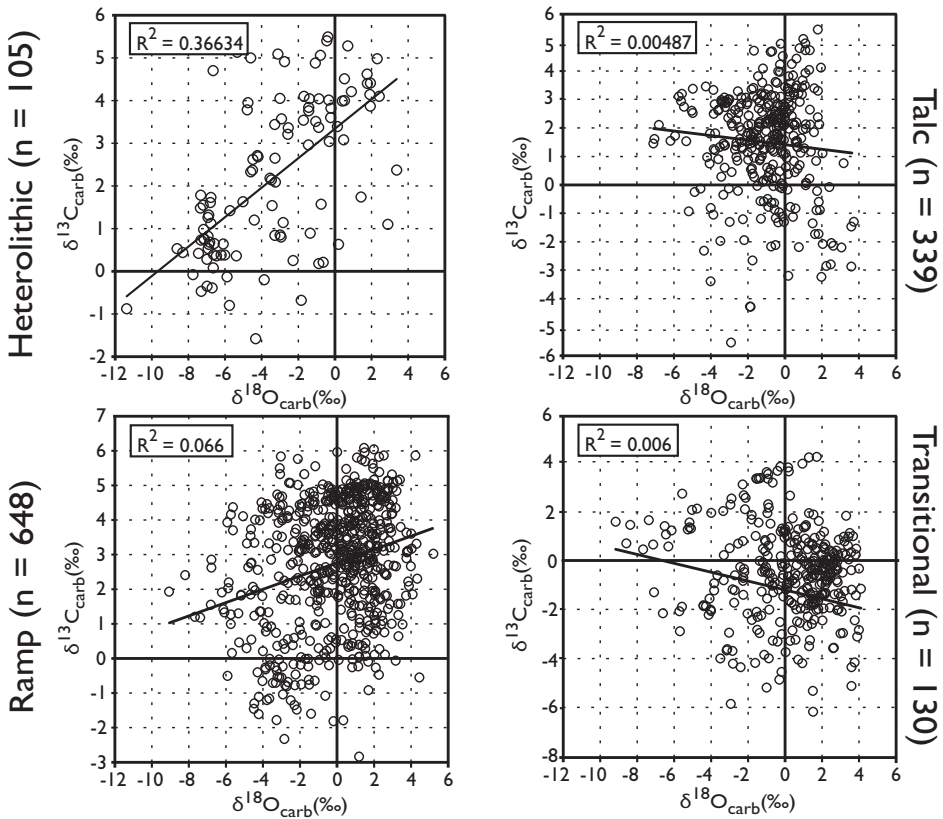 Heterolithic (n = 105)
R² = 0.36634
6
5
4
3
2
1
0
-1
-2
δ¹³C_carb(‰)
-12 -10 -8 -6 -4 -2 0 2 4 6
δ¹⁸O_carb(‰)
Talc (n = 339)
R² = 0.00487
6
5
4
3
2
1
0
-1
-2
-3
-4
-5
-6
δ¹³C_carb(‰)
-12 -10 -8 -6 -4 -2 0 2 4 6
δ¹⁸O_carb(‰)
Ramp (n = 648)
R² = 0.066
7
6
5
4
3
2
1
0
-1
-2
-3
δ¹³C_carb(‰)
-12 -10 -8 -6 -4 -2 0 2 4 6
δ¹⁸O_carb(‰)
Transitional (n = 130)
R² = 0.006
6
4
2
0
-2
-4
-6
-8
δ¹³C_carb(‰)
-12 -10 -8 -6 -4 -2 0 2 4 6
δ¹⁸O_carb(‰)